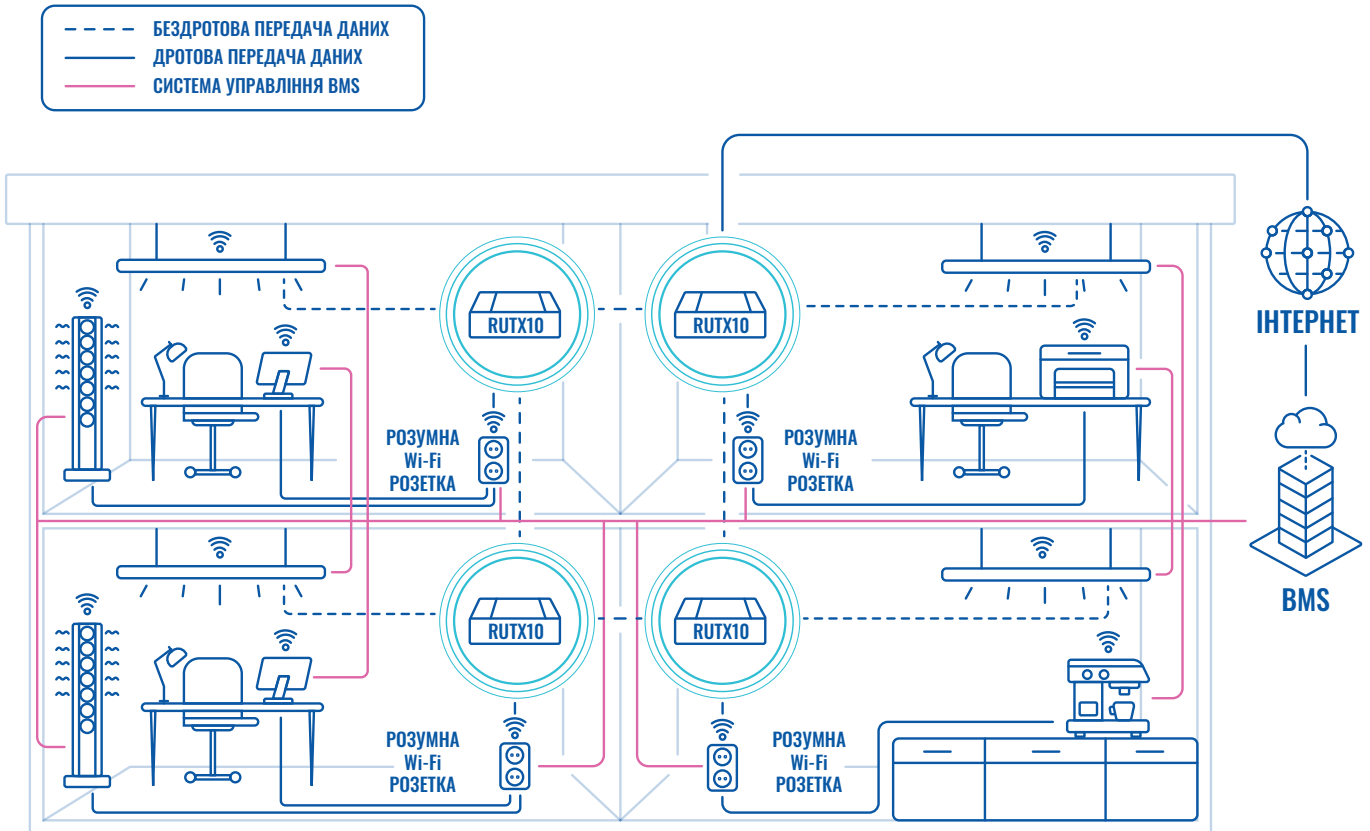 БЕЗДРОТОВА ПЕРЕДАЧА ДАНИХ
ДРОТОВА ПЕРЕДАЧА ДАНИХ
СИСТЕМА УПРАВЛІННЯ BMS
RUTX10
RUTX10
ІНТЕРНЕТ
РОЗУМНА
Wi-Fi
РОЗЕТКА
РОЗУМНА
Wi-Fi
РОЗЕТКА
BMS
RUTX10
RUTX10
РОЗУМНА
Wi-Fi
РОЗЕТКА
РОЗУМНА
Wi-Fi
РОЗЕТКА